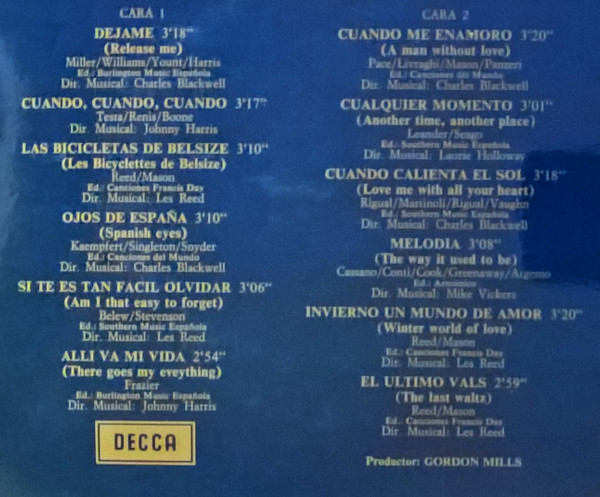 CARA 1
DEJAME 3'18"
(Release me)
Miller/Williams/Yount/Harris
Ed.: Burlington Music Española
Dir. Musical: Charles Blackwell
CUANDO, CUANDO, CUANDO 3'17"
Testa/Renis/Boone
Dir. Musical: Johnny Harris
LAS BICICLETAS DE BELSIZE 3'10"
(Les Bicyclettes de Belsize)
Reed/Mason
Ed.: Canciones Francis Day
Dir. Musical: Les Reed
OJOS DE ESPAÑA 3'10"
(Spanish eyes)
Kaempfert/Singleton/Snyder
Ed.: Canciones del Mundo
Dir. Musical: Charles Blackwell
SI TE ES TAN FACIL OLVIDAR 3'06"
(Am I that easy to forget)
Belew/Stevenson
Ed.: Southern Music Española
Dir. Musical: Les Reed
ALLI VA MI VIDA 2'54"
(There goes my eveything)
Frazier
Ed.: Burlington Music Española
Dir. Musical: Johnny Harris
DECCA
CARA 2
CUANDO ME ENAMORO 3'20"
(A man without love)
Pace/Livraghi/Mason/Panzeri
Ed.: Canciones del Mundo
Dir. Musical: Charles Blackwell
CUALQUIER MOMENTO 3'01"
(Another time, another place)
Leander/Seago
Ed.: Southern Music Española
Dir. Musical: Laurie Holloway
CUANDO CALIENTA EL SOL 3'18"
(Love me with all your heart)
Rigual/Martinoli/Rigual/Vaughn
Ed.: Southern Music Española
Dir. Musical: Charles Blackwell
MELODIA 3'08"
(The way it used to be)
Cassano/Conti/Cook/Greenaway/Argenio
Ed.: Armónico
Dir. Musical: Mike Vickers
INVIERNO UN MUNDO DE AMOR 3'20"
(Winter world of love)
Reed/Mason
Ed.: Canciones Francis Day
Dir. Musical: Les Reed
EL ULTIMO VALS 2'59"
(The last waltz)
Reed/Mason
Ed.: Canciones Francis Day
Dir. Musical: Les Reed
Productor: GORDON MILLS